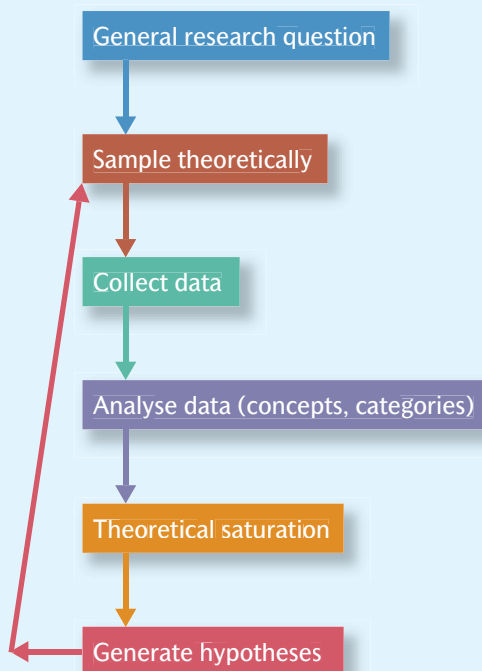 General research question
Sample theoretically
Collect data
Analyse data (concepts, categories)
Theoretical saturation
Generate hypotheses